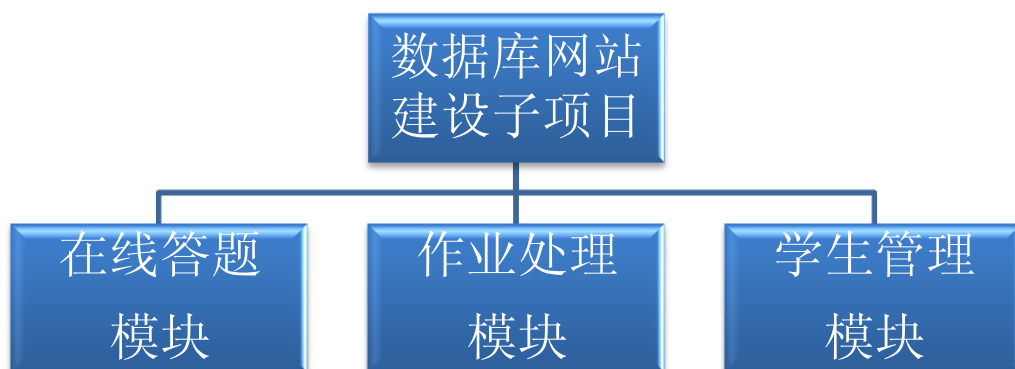 数据库网站
建设子项目
在线答题
模块
作业处理
模块
学生管理
模块